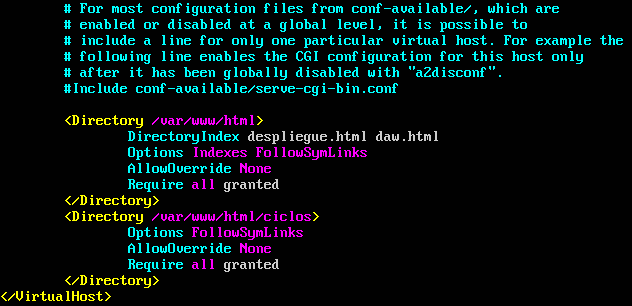 # For most configuration files from conf-available/, which are
# enabled or disabled at a global level, it is possible to
# include a line for only one particular virtual host. For example the
# following line enables the CGI configuration for this host only
# after it has been globally disabled with "a2disconf".
#Include conf-available/serve-cgi-bin.conf
<Directory /var/www/html>
DirectoryIndex despliegue.html daw.html
Options Indexes FollowSymLinks
AllowOverride None
Require all granted
</Directory>
<Directory /var/www/html/ciclos>
Options FollowSymLinks
AllowOverride None
Require all granted
</Directory>
</VirtualHost>